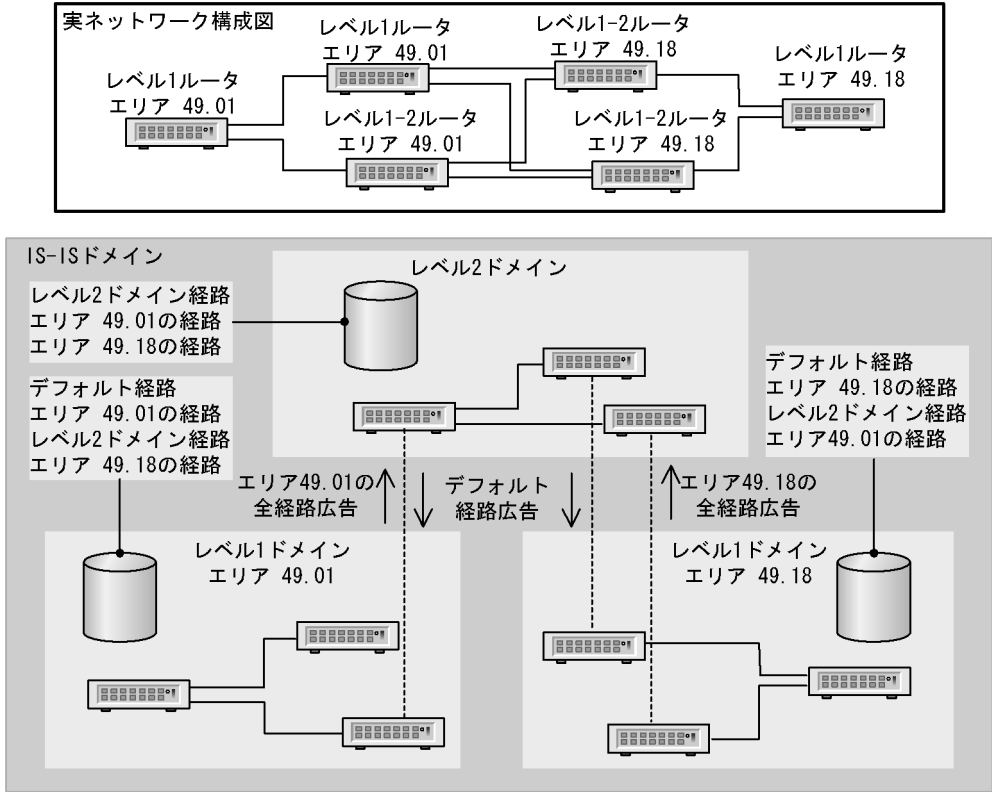 実ネットワーク構成図
レベル1ルータ
エリア 49.01
レベル1ルータ
エリア 49.01
レベル1-2ルータ
エリア 49.18
レベル1ルータ
エリア 49.18
レベル1-2ルータ
エリア 49.01
レベル1-2ルータ
エリア 49.18
IS-ISドメイン
レベル2ドメイン
レベル2ドメイン経路
エリア 49.01の経路
エリア 49.18の経路
デフォルト経路
エリア 49.01の経路
レベル2ドメイン経路
エリア 49.18の経路
デフォルト経路
エリア 49.18の経路
レベル2ドメイン経路
エリア49.01の経路
エリア49.01の
全経路広告
デフォルト
経路広告
エリア49.18の
全経路広告
レベル1ドメイン
エリア 49.01
レベル1ドメイン
エリア 49.18